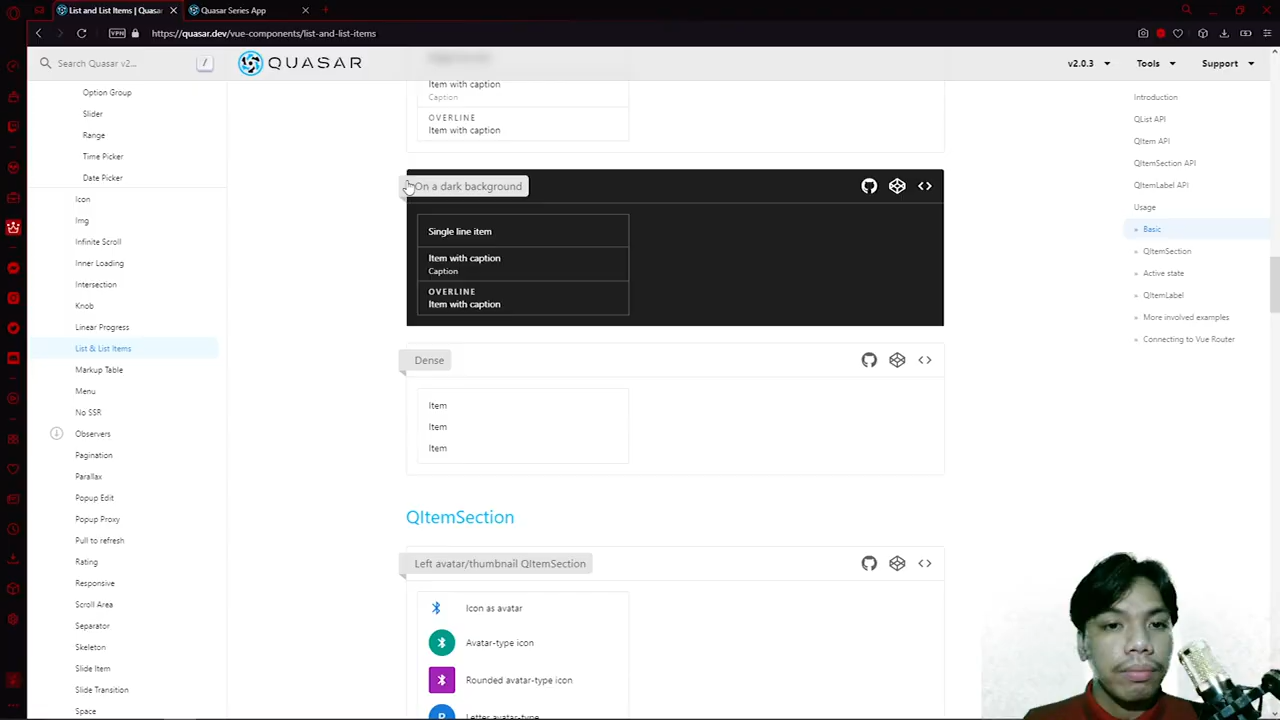 List and List Items | Quasa
Quasar Series App
VPN
https://quasar.dev/vue-components/list-and-list-items
Search Quasar v2...
/
QUASAR
v2.0.3
Tools
Support
Option Group
Slider
Range
Time Picker
Date Picker
Icon
Img
Infinite Scroll
Inner Loading
Intersection
Knob
Linear Progress
List & List Items
Markup Table
Menu
No SSR
Observers
Pagination
Parallax
Popup Edit
Popup Proxy
Pull to refresh
Rating
Responsive
Scroll Area
Separator
Skeleton
Slide Item
Slide Transition
Space
Item with caption
Caption
OVERLINE
Item with caption
On a dark background
Single line item
Item with caption
Caption
OVERLINE
Item with caption
Dense
Item
Item
Item
QItemSection
Left avatar/thumbnail QItemSection
Icon as avatar
Avatar-type icon
Rounded avatar-type icon
Letter avatar-type
Introduction
QList API
QItem API
QItemSection API
QItemLabel API
Usage
» Basic
» QItemSection
» Active state
» QItemLabel
» More involved examples
» Connecting to Vue Router